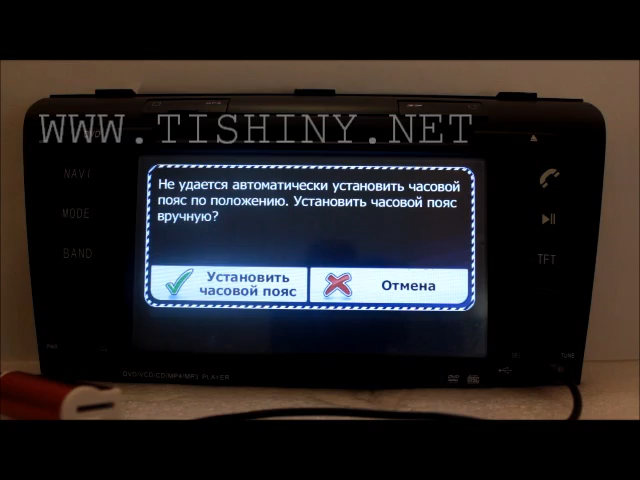 WWW.TISHINY.NET
NAVI
MODE
BAND
TFT
Не удается автоматически установить часовой
пояс по положению. Установить часовой пояс
вручную?
Установить
часовой пояс
Отмена
DVD/VCD/CD/MP4/MP3 PLAYER
TUNE